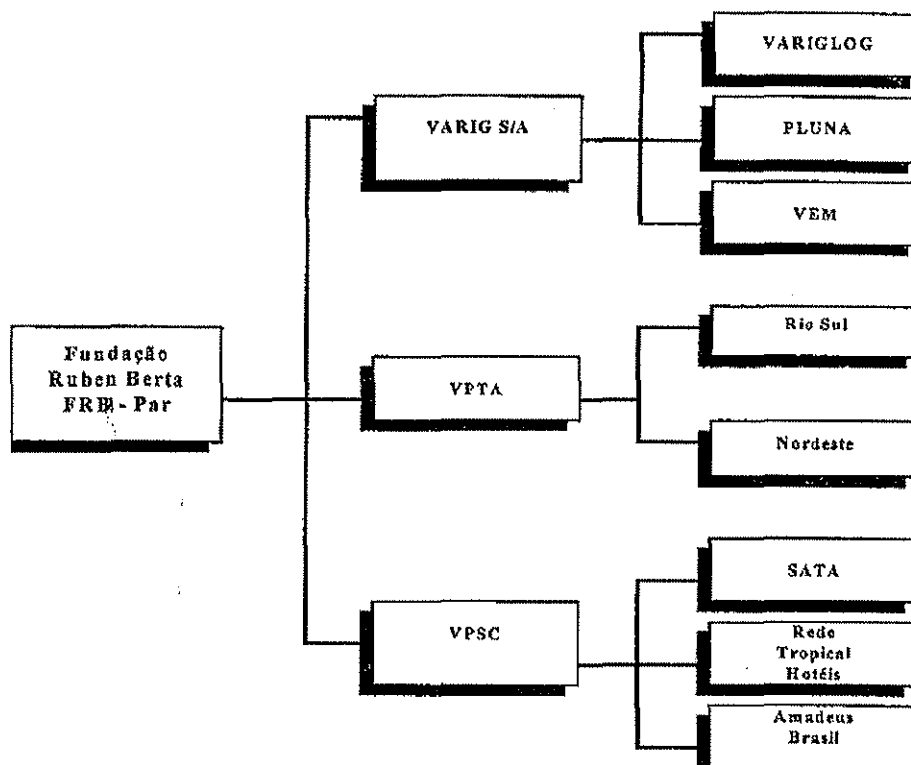 VARIGLOG
VARIG S/A
PLUNA
VEM
Fundação
Ruben Berta
FRB - Par
Rio Sul
VPTA
Nordeste
SATA
VPSC
Rede
Tropical
Hotéis
Amadeus
Brasil